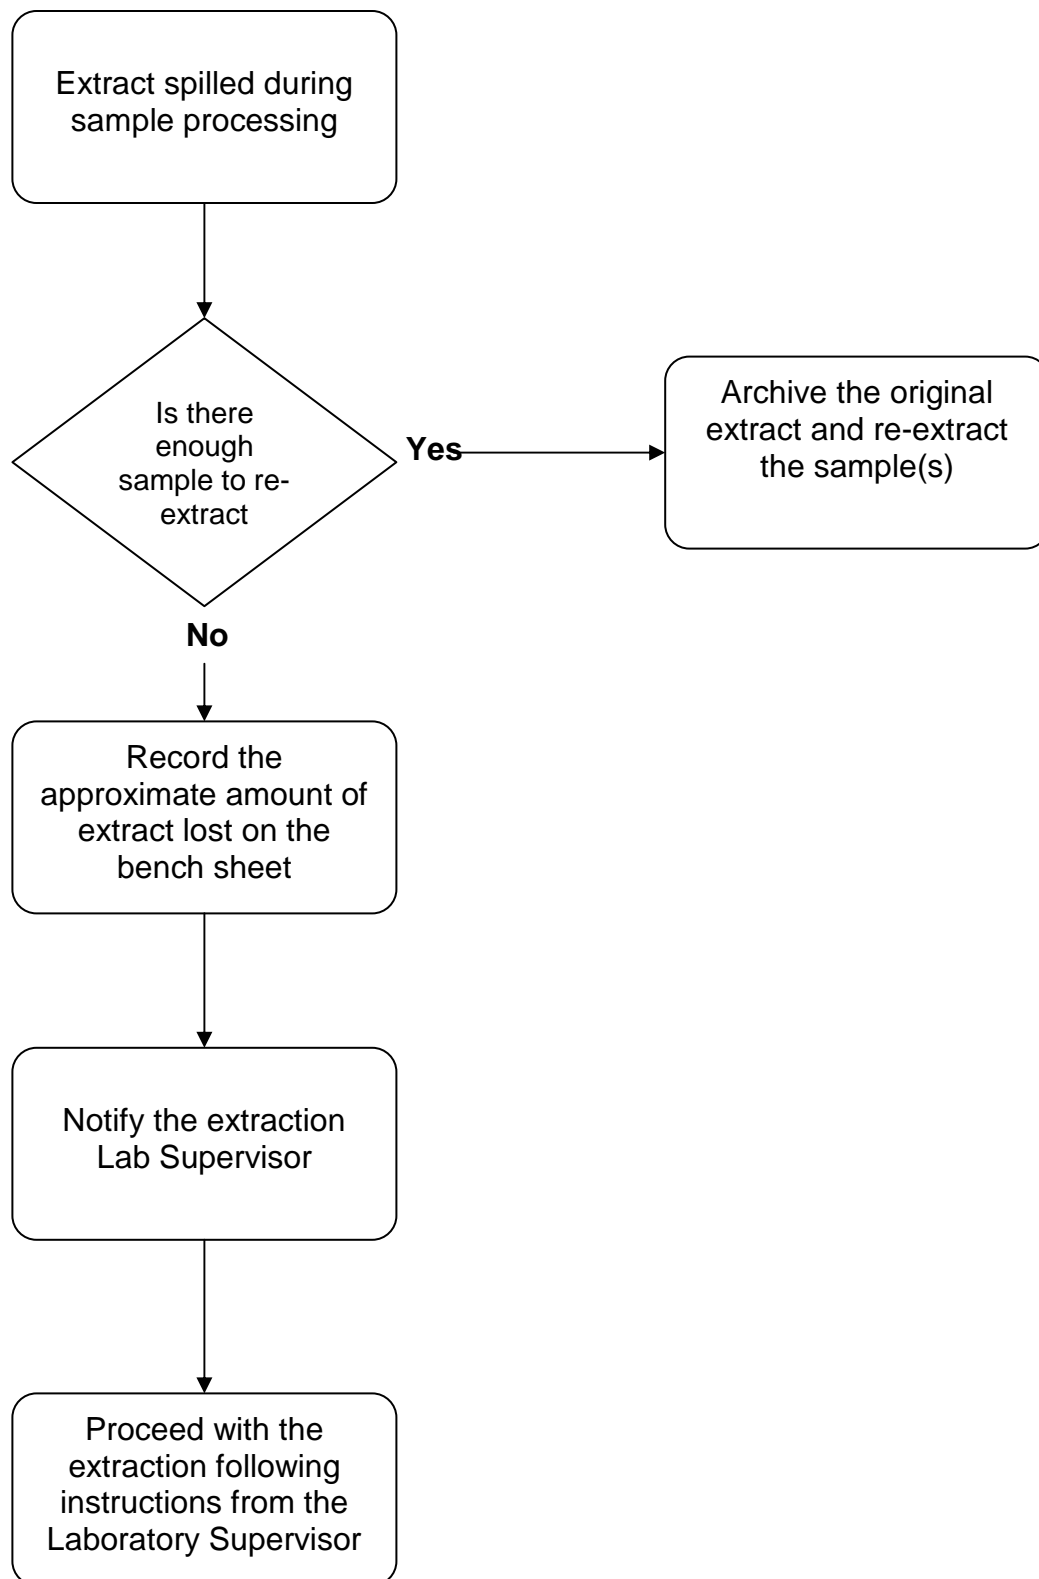 Extract spilled during
sample processing
Is there
enough
sample to re-
extract
Yes
Archive the original
extract and re-extract
the sample(s)
No
Record the
approximate amount of
extract lost on the
bench sheet
Notify the extraction
Lab Supervisor
Proceed with the
extraction following
instructions from the
Laboratory Supervisor